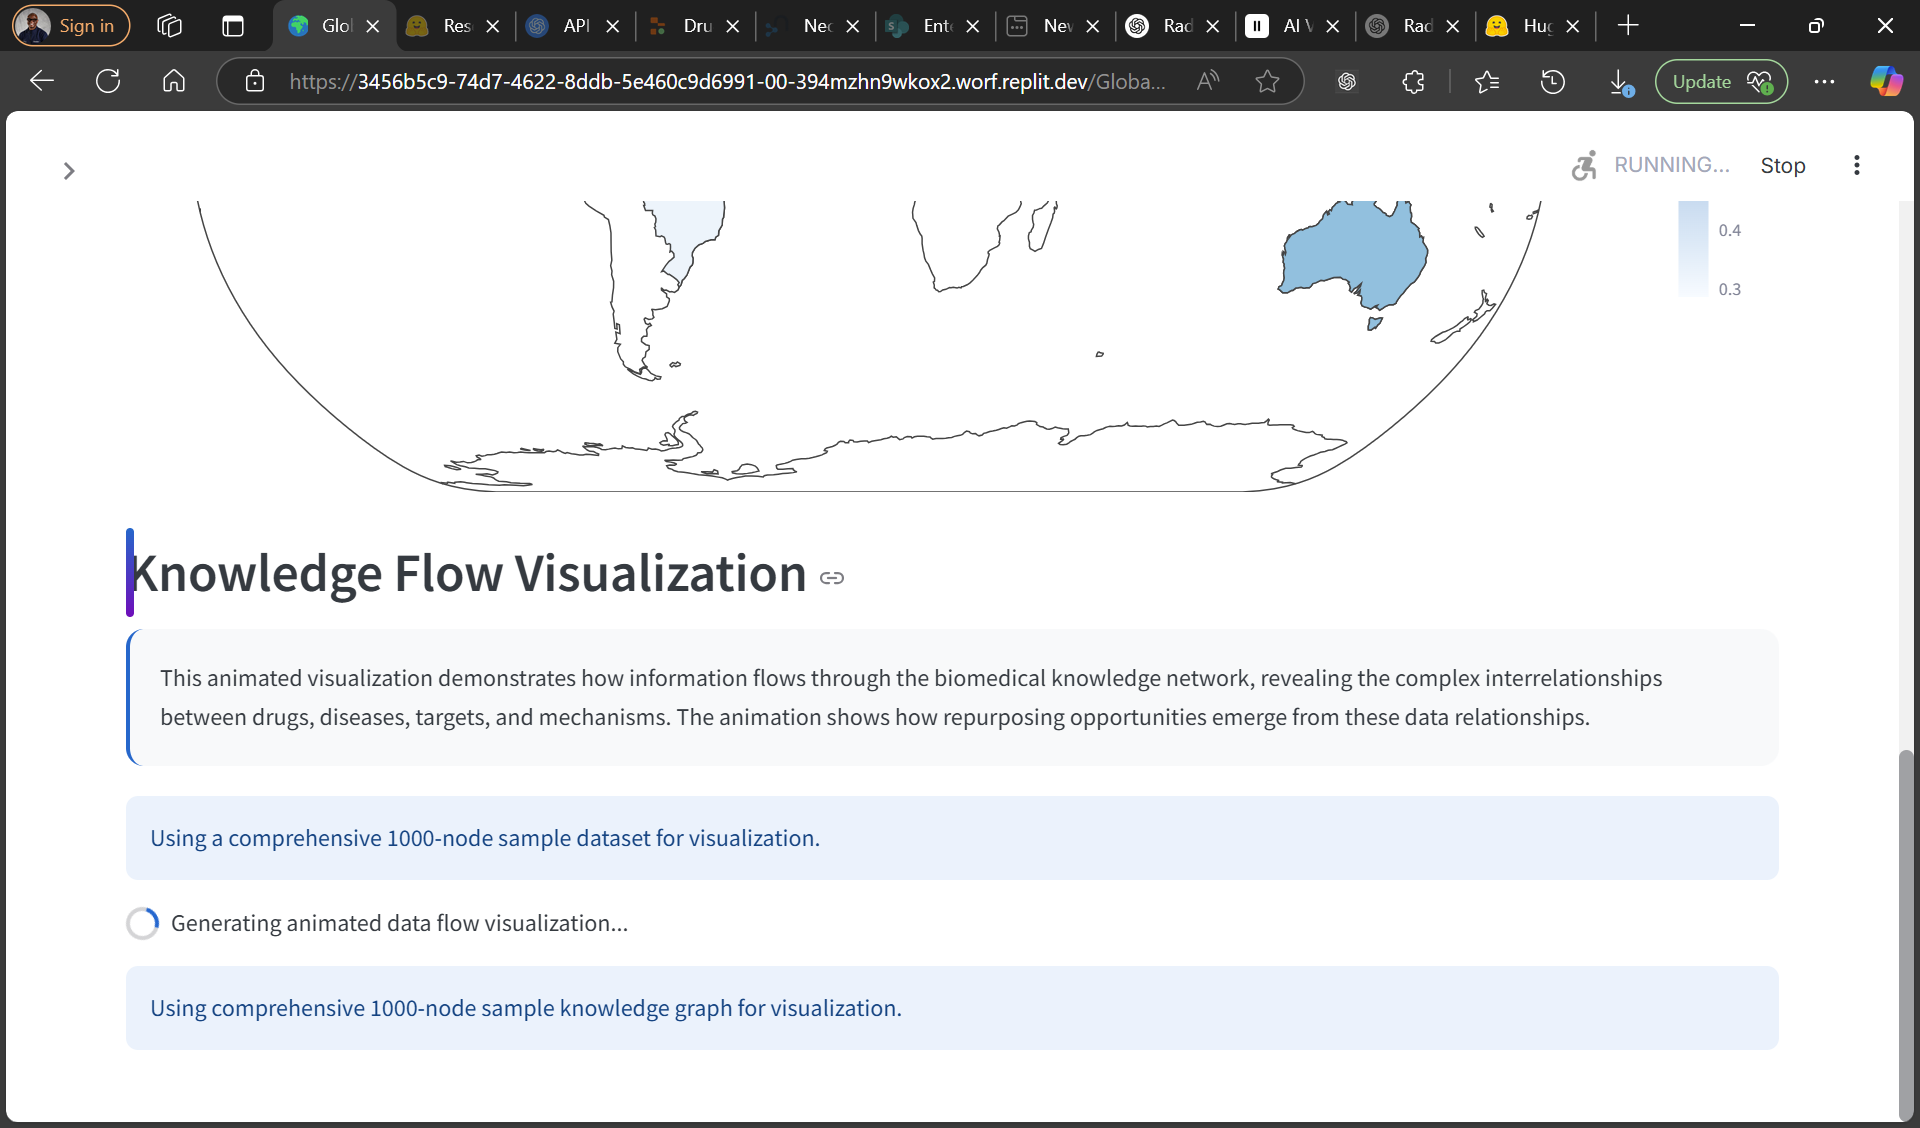 Sign in
Glo
Res
API
Dru
Nec
Ente
Nev
Rad
AI V
Rad
Hug
https://3456b5c9-74d7-4622-8ddb-5e460c9d6991-00-394mzhn9wkox2.worf.replit.dev/Globa...
Update
RUNNING...
Stop
0.4
0.3
Knowledge Flow Visualization
This animated visualization demonstrates how information flows through the biomedical knowledge network, revealing the complex interrelationships
between drugs, diseases, targets, and mechanisms. The animation shows how repurposing opportunities emerge from these data relationships.
Using a comprehensive 1000-node sample dataset for visualization.
Generating animated data flow visualization...
Using comprehensive 1000-node sample knowledge graph for visualization.